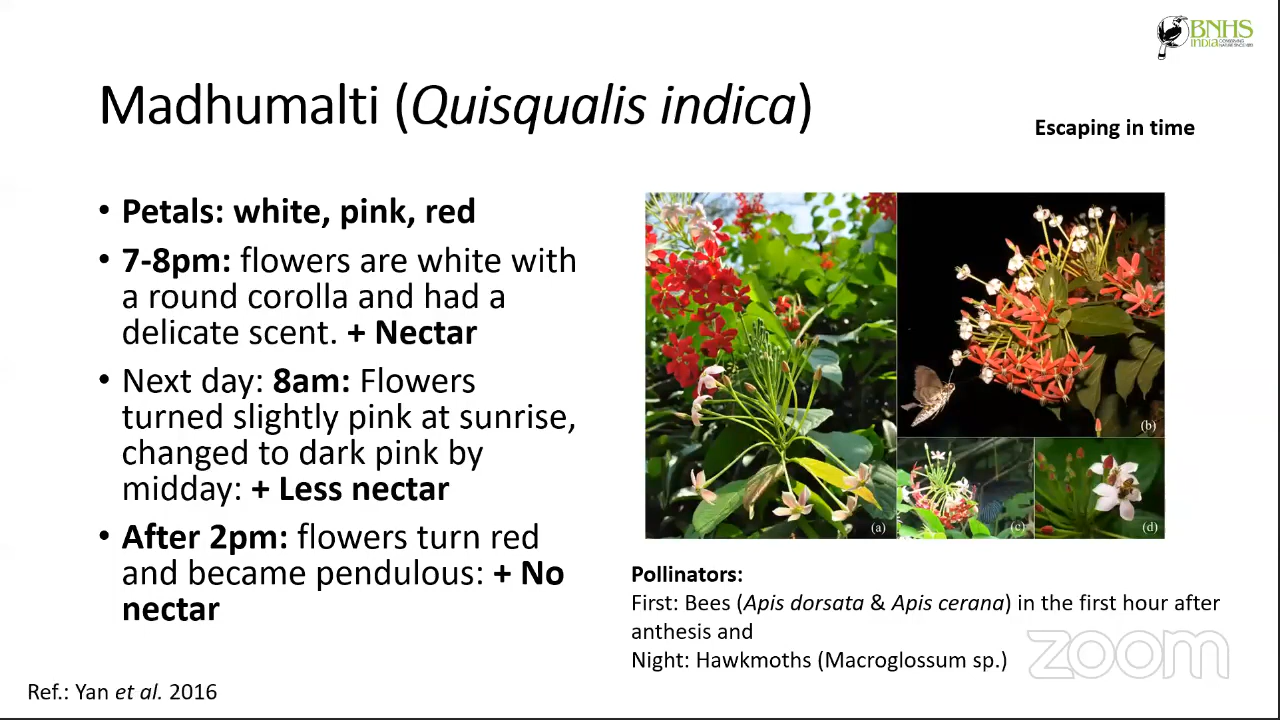 BNHS
INDIA
Madhumalti (Quisqualis indica)
Escaping in time
• Petals: white, pink, red
• 7-8pm: flowers are white with
a round corolla and had a
delicate scent. + Nectar
• Next day: 8am: Flowers
turned slightly pink at sunrise,
changed to dark pink by
midday: + Less nectar
• After 2pm: flowers turn red
and became pendulous: + No
nectar
(a)
(b)
(c)
(d)
Pollinators:
First: Bees (Apis dorsata & Apis cerana) in the first hour after
anthesis and
Night: Hawkmoths (Macroglossum sp.)
zoom
Ref.: Yan et al. 2016